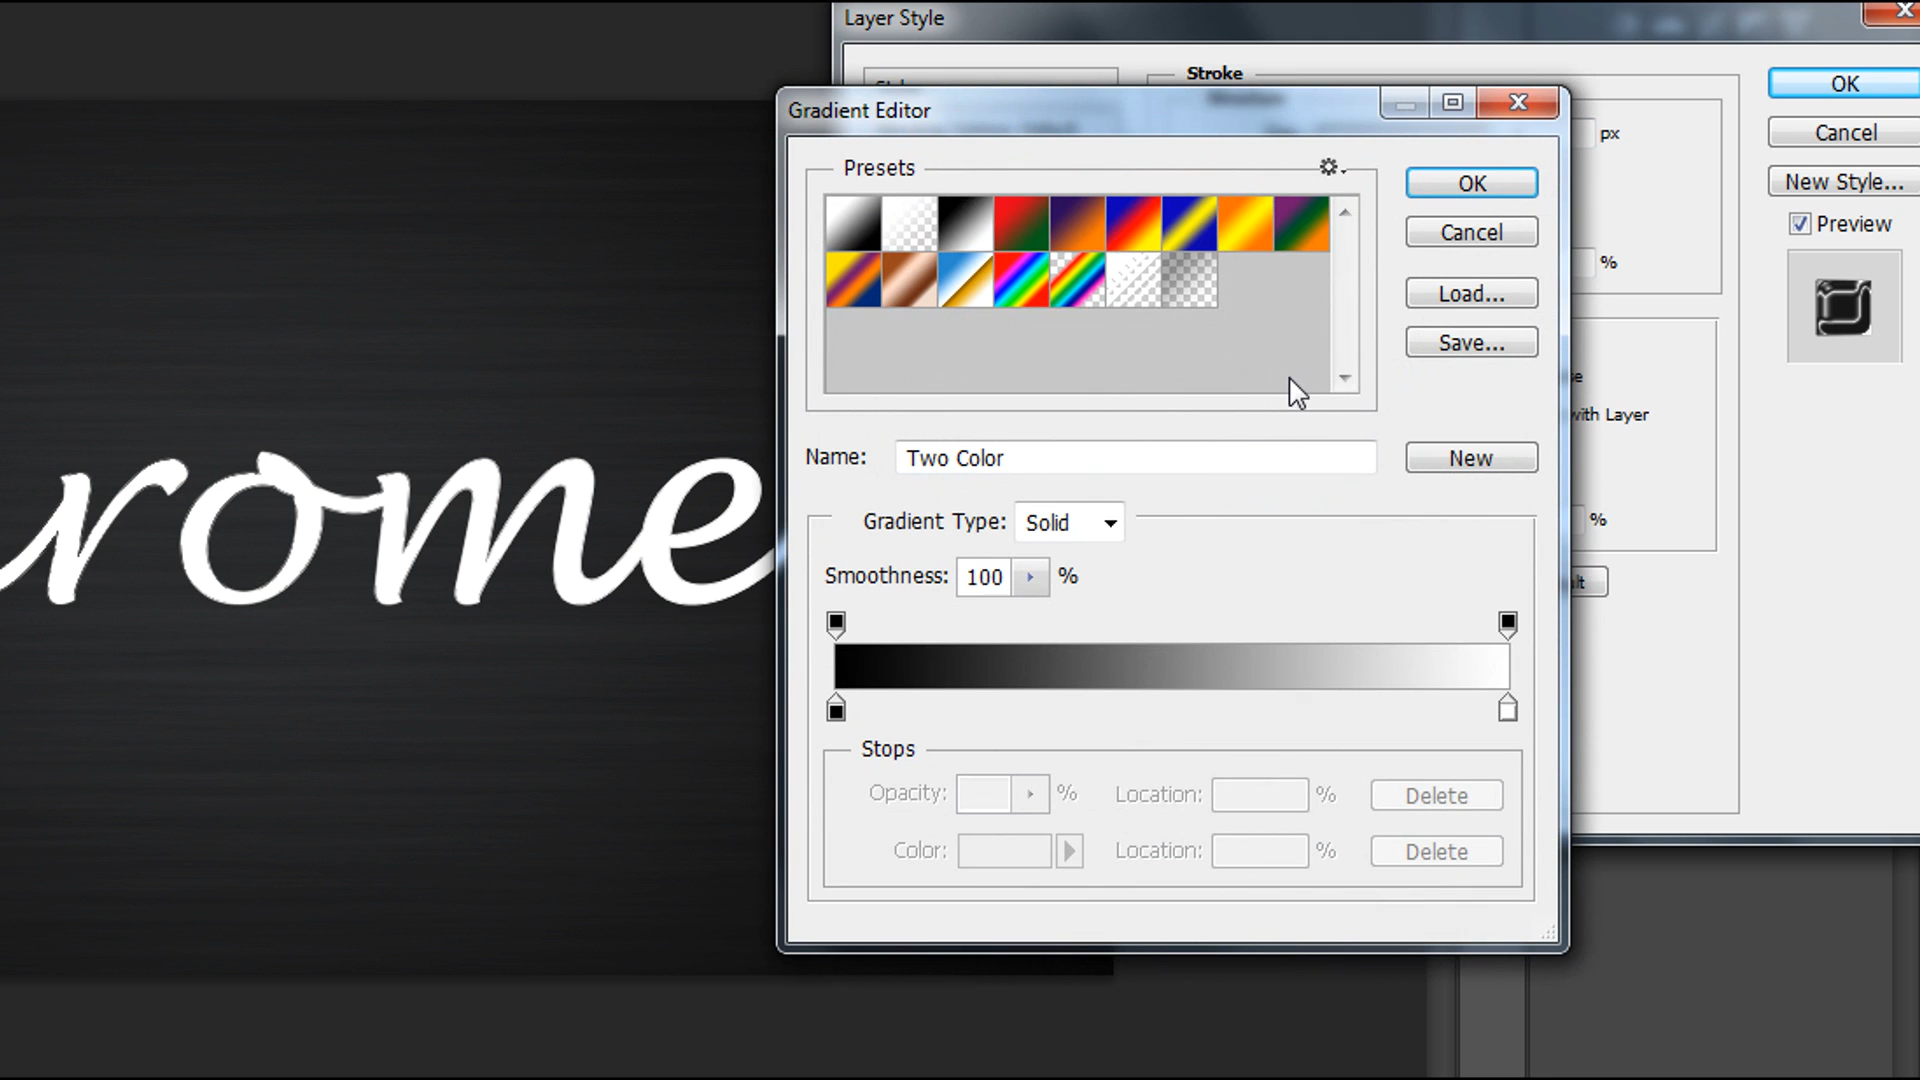 Layer Style
Stroke
OK
Gradient Editor
px
Cancel
Presets
New Style...
OK
Preview
Cancel
%
Load...
Save...
with Layer
rome
Name: Two Color
New
Gradient Type: Solid
%
Smoothness: 100 %
Stops
Opacity: % Location: % Delete
Color: Location: % Delete